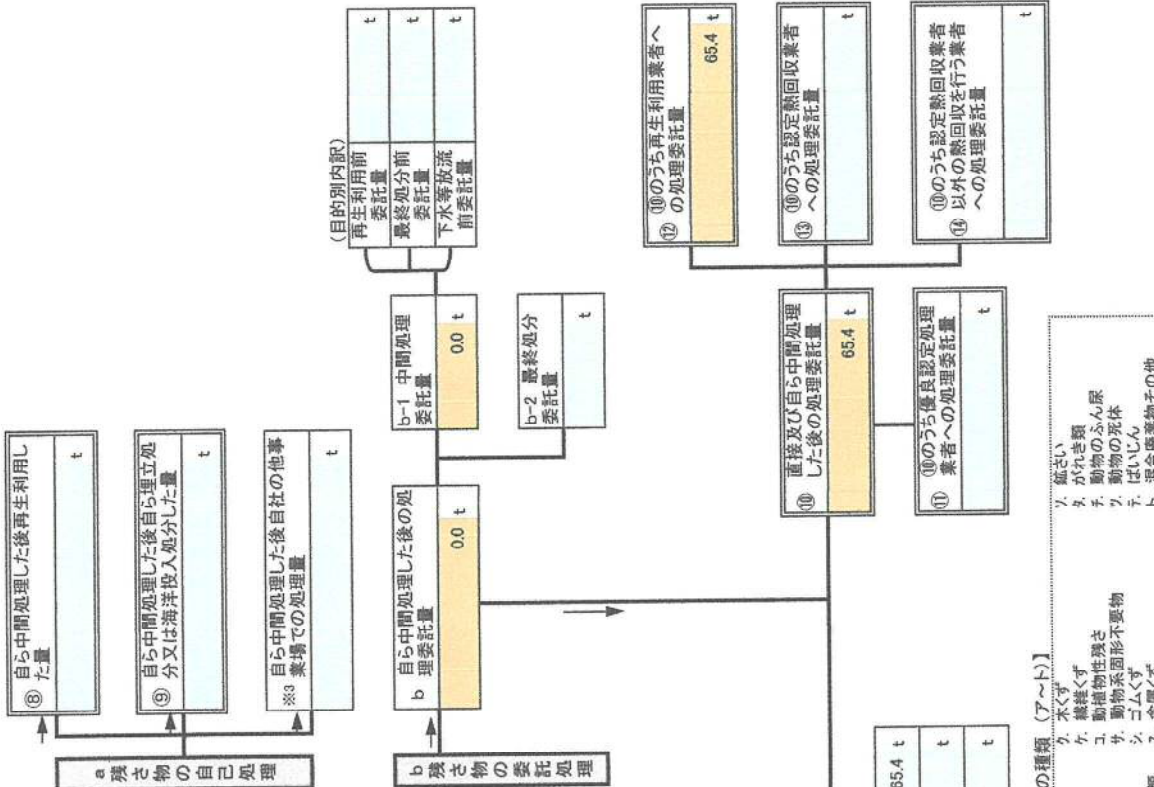 a 残さ物の自己処理
⑧ 自ら中間処理した後再生利用し
た量
t
⑨ 自ら中間処理した後自ら埋立処
分又は海洋投入処分した量
t
※3 自ら中間処理した後自社の他事
業場での処理量
t
b 残さ物の委託処理
b 自ら中間処理した後の処
理委託量
0.0 t
b-1 中間処理
委託量
0.0 t
b-2 最終処分
委託量
t
(目的別内訳)
再生利用前
委託量
t
最終処分前
委託量
t
下水等放流
前委託量
t
⑩ 直接及び自ら中間処理
した後の処理委託量
65.4 t
⑪ ⑩のうち優良認定処理
業者への処理委託量
t
⑫ ⑩のうち再生利用業者へ
の処理委託量
65.4 t
⑬ ⑩のうち認定熱回収業者
への処理委託量
t
⑭ ⑩のうち認定熱回収業者
以外の熱回収を行う業者
への処理委託量
t
65.4 t
t
t
の種類 (ア~ト)】
ク. 木くず
ケ. 繊維くず
コ. 動植物性残さ
サ. 動物系固形不要物
シ. ゴムくず
ス. 金属くず
ソ. 鉱さい
タ. がれき類
チ. 動物のふん尿
ツ. 動物の死体
テ. ばいじん
ト. 混合廃棄物その他